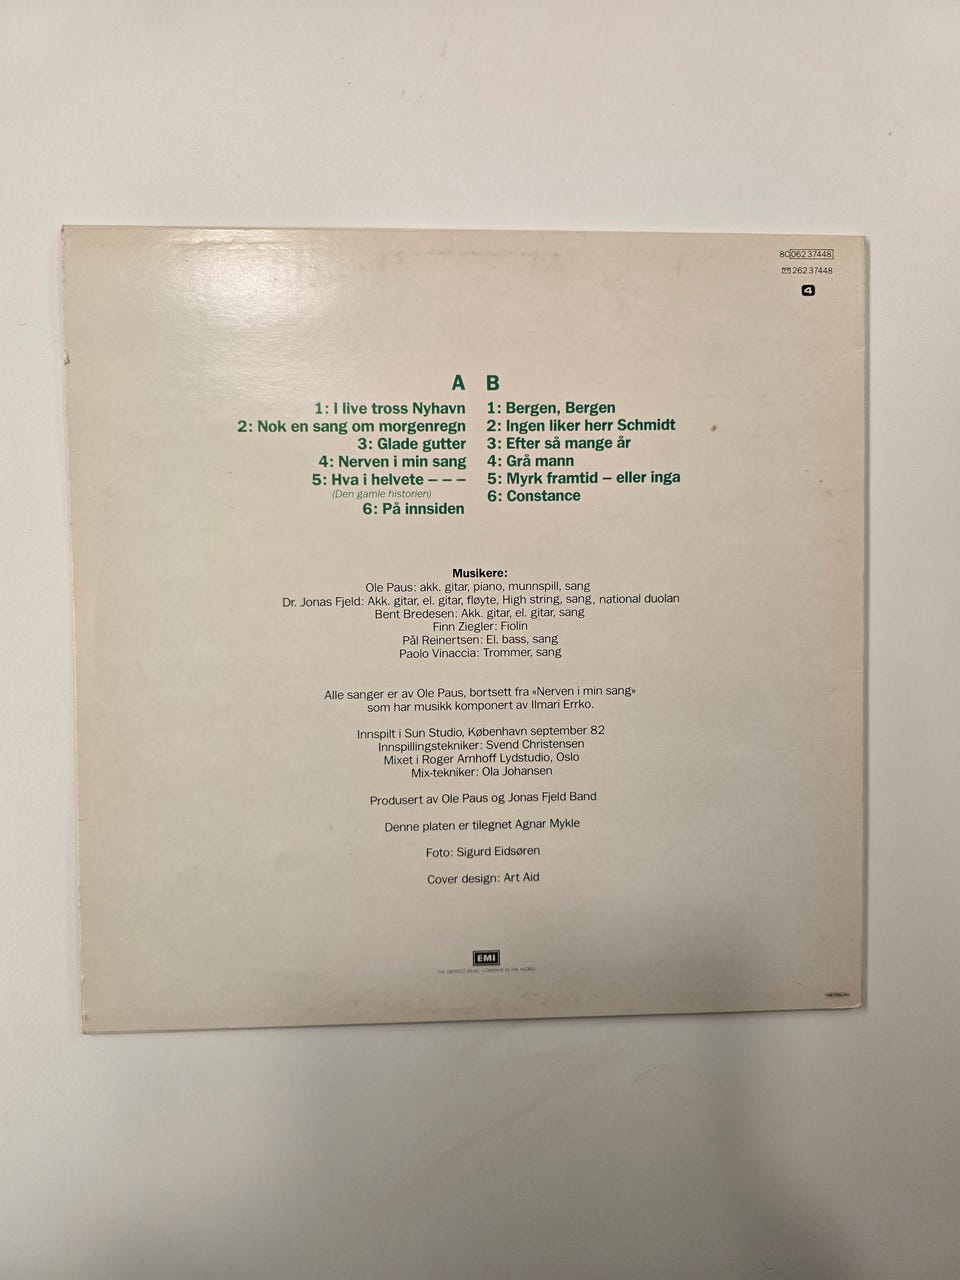 8C 062 37448
262 37448
4
A
1: I live tross Nyhavn
2: Nok en sang om morgenregn
3: Glade gutter
4: Nerven i min sang
5: Hva i helvete – – –
(Den gamle historien)
6: På innsiden
B
1: Bergen, Bergen
2: Ingen liker herr Schmidt
3: Efter så mange år
4: Grå mann
5: Myrk framtid – eller inga
6: Constance
Musikere:
Ole Paus: akk. gitar, piano, munnspill, sang
Dr. Jonas Fjeld: Akk. gitar, el. gitar, fløyte, High string, sang, national duolan
Bent Bredesen: Akk. gitar, el. gitar, sang
Finn Ziegler: Fiolin
Pål Reinertsen: El. bass, sang
Paolo Vinaccia: Trommer, sang
Alle sanger er av Ole Paus, bortsett fra «Nerven i min sang»
som har musikk komponert av Ilmari Errko.
Innspilt i Sun Studio, København september 82
Innspillingstekniker: Svend Christensen
Mixet i Roger Arnhoff Lydstudio, Oslo
Mix-tekniker: Ola Johansen
Produsert av Ole Paus og Jonas Fjeld Band
Denne platen er tilegnet Agnar Mykle
Foto: Sigurd Eidsøren
Cover design: Art Aid
EMI
THE GREATEST MUSIC COMPANY IN THE WORLD